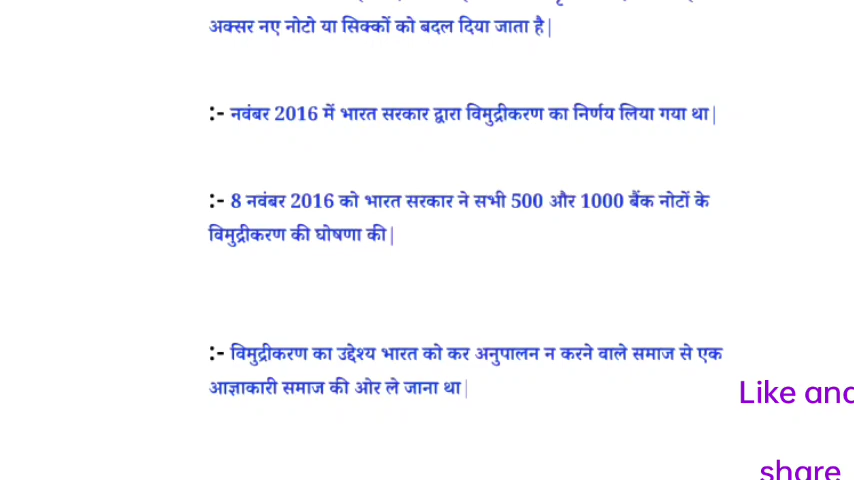 अक्सर नए नोटो या सिक्कों को बदल दिया जाता है|
:- नवंबर 2016 में भारत सरकार द्वारा विमुद्रीकरण का निर्णय लिया गया था|
:- 8 नवंबर 2016 को भारत सरकार ने सभी 500 और 1000 बैंक नोटों के
विमुद्रीकरण की घोषणा की|
:- विमुद्रीकरण का उद्देश्य भारत को कर अनुपालन न करने वाले समाज से एक
आज्ञाकारी समाज की ओर ले जाना था|
Like and
share